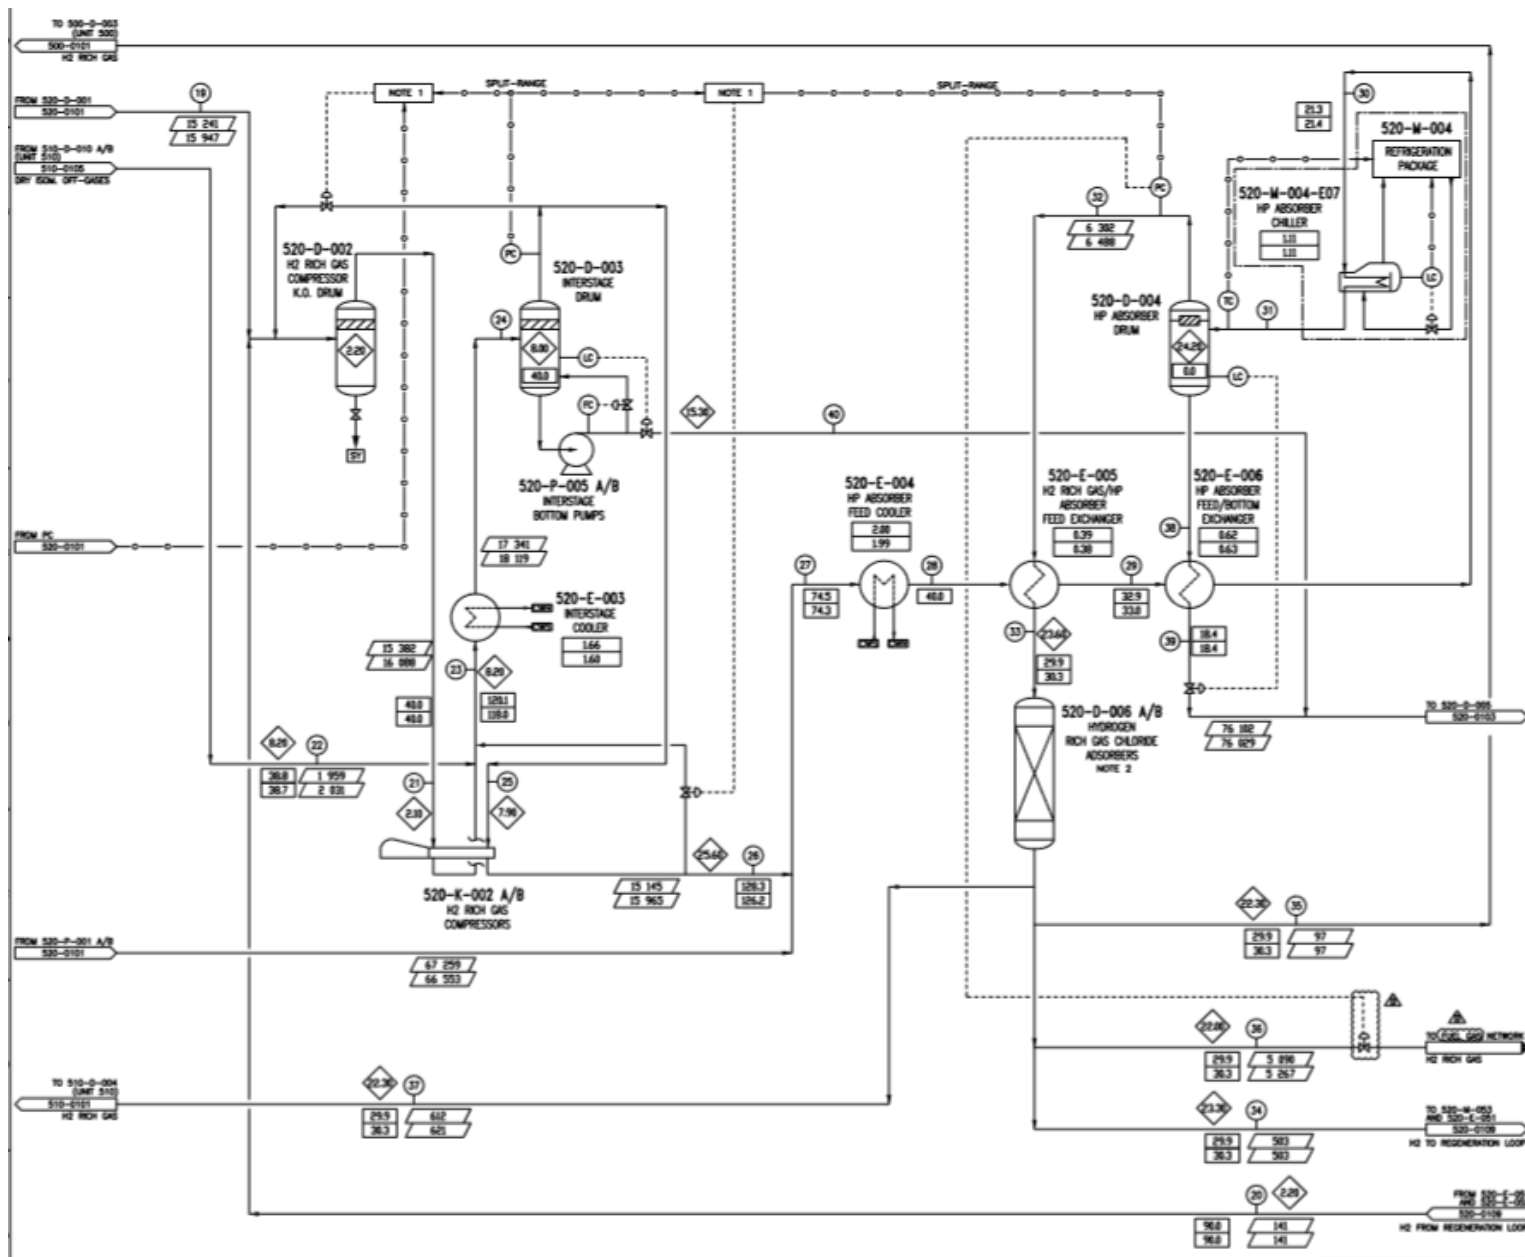 TO 500-D-003
(UNIT 500)
500-0101
H2 RICH GAS
FROM 520-D-001
520-0101
19
15 241
15 947
FROM 510-D-010 A/B
(UNIT 510)
510-0105
DRY ISOM. OFF-GASES
NOTE 1
SPLIT-RANGE
NOTE 1
SPLIT-RANGE
30
21.3
21.4
520-M-004
REFRIGERATION
PACKAGE
520-M-004-E07
HP ABSORBER
CHILLER
1.11
1.11
LC
TC
31
PC
32
6 302
6 488
520-D-002
H2 RICH GAS
COMPRESSOR
K.O. DRUM
2.20
SY
PC
520-D-003
INTERSTAGE
DRUM
24
8.00
40.0
LC
FC
520-P-005 A/B
INTERSTAGE
BOTTOM PUMPS
15.30
40
520-D-004
HP ABSORBER
DRUM
24.20
0.0
LC
FROM PC
520-0101
17 341
18 119
520-E-003
INTERSTAGE
COOLER
1.66
1.60
CWR
CWS
520-E-004
HP ABSORBER
FEED COOLER
2.00
1.99
27
74.5
74.3
28
40.0
CWS
CWR
520-E-005
H2 RICH GAS/HP
ABSORBER
FEED EXCHANGER
0.39
0.38
29
32.9
33.0
520-E-006
HP ABSORBER
FEED/BOTTOM
EXCHANGER
0.62
0.63
38
39
18.4
18.4
33
23.60
29.9
30.3
15 382
16 088
40.0
40.0
23
8.20
120.1
118.0
8.20
22
38.8
38.7
1 959
2 031
21
2.10
25
7.90
520-K-002 A/B
H2 RICH GAS
COMPRESSORS
25.60
26
15 145
15 965
128.3
126.2
520-D-006 A/B
HYDROGEN
RICH GAS CHLORIDE
ADSORBERS
NOTE 2
TO 520-D-005
520-0103
76 102
76 029
FROM 520-P-001 A/B
520-0101
67 259
66 553
22.30
35
29.9
30.3
97
97
22.00
36
29.9
30.3
5 090
5 267
TO FUEL GAS NETWORK
H2 RICH GAS
TO 510-D-004
(UNIT 510)
510-0101
H2 RICH GAS
22.30
37
29.9
30.3
612
621
23.30
34
29.9
30.3
503
503
TO 520-M-053
AND 520-E-051
520-0109
H2 TO REGENERATION LOOP
20
2.20
90.0
90.0
141
141
520-0109
H2 FROM REGENERATION LOOP